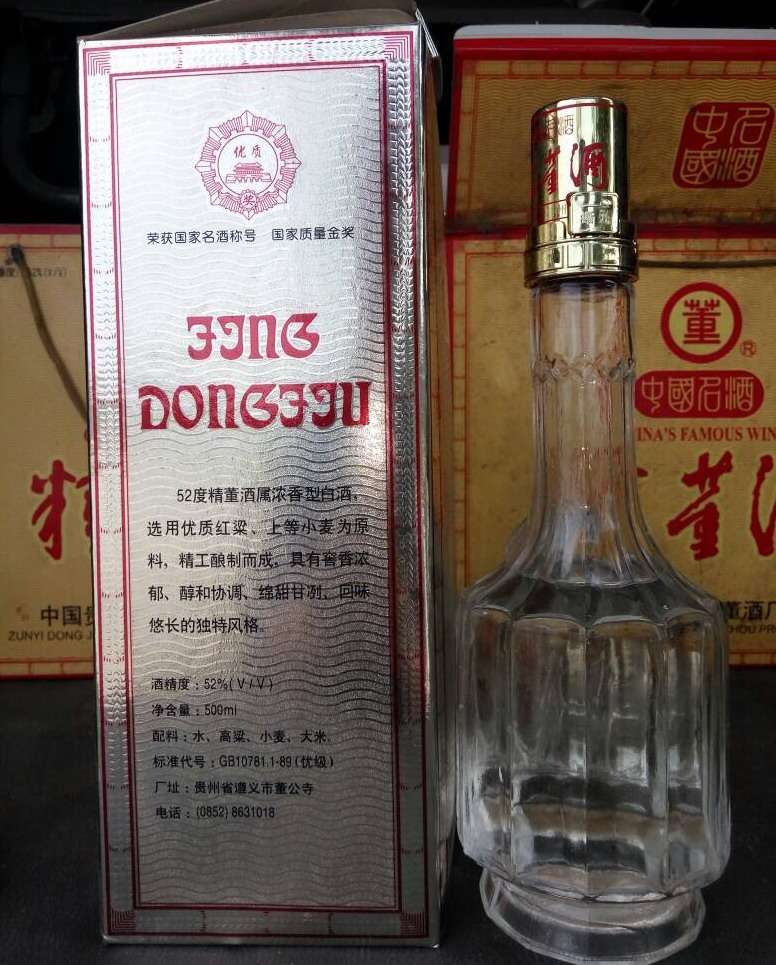 优质
奖
荣获国家名酒称号 国家质量金奖
JING
DONGJIU
52度精董酒属浓香型白酒。
选用优质红梁、上等小麦为原
料，精工酿制而成。具有窖香浓
郁、醇和协调、绵甜甘冽、回味
悠长的独特风格。
酒精度：52%(V/V)
净含量：500ml
配料：水、高粱、小麦、大米。
标准代号：GB10781.1-89(优级)
厂址：贵州省遵义市董公寺
电话：(0852) 8631018
董酒
中國名酒
董
®
中國名酒
INA'S FAMOUS WIN
董酒
董酒厂
HOU PR
精
中国贵
ZUNYI DONG J